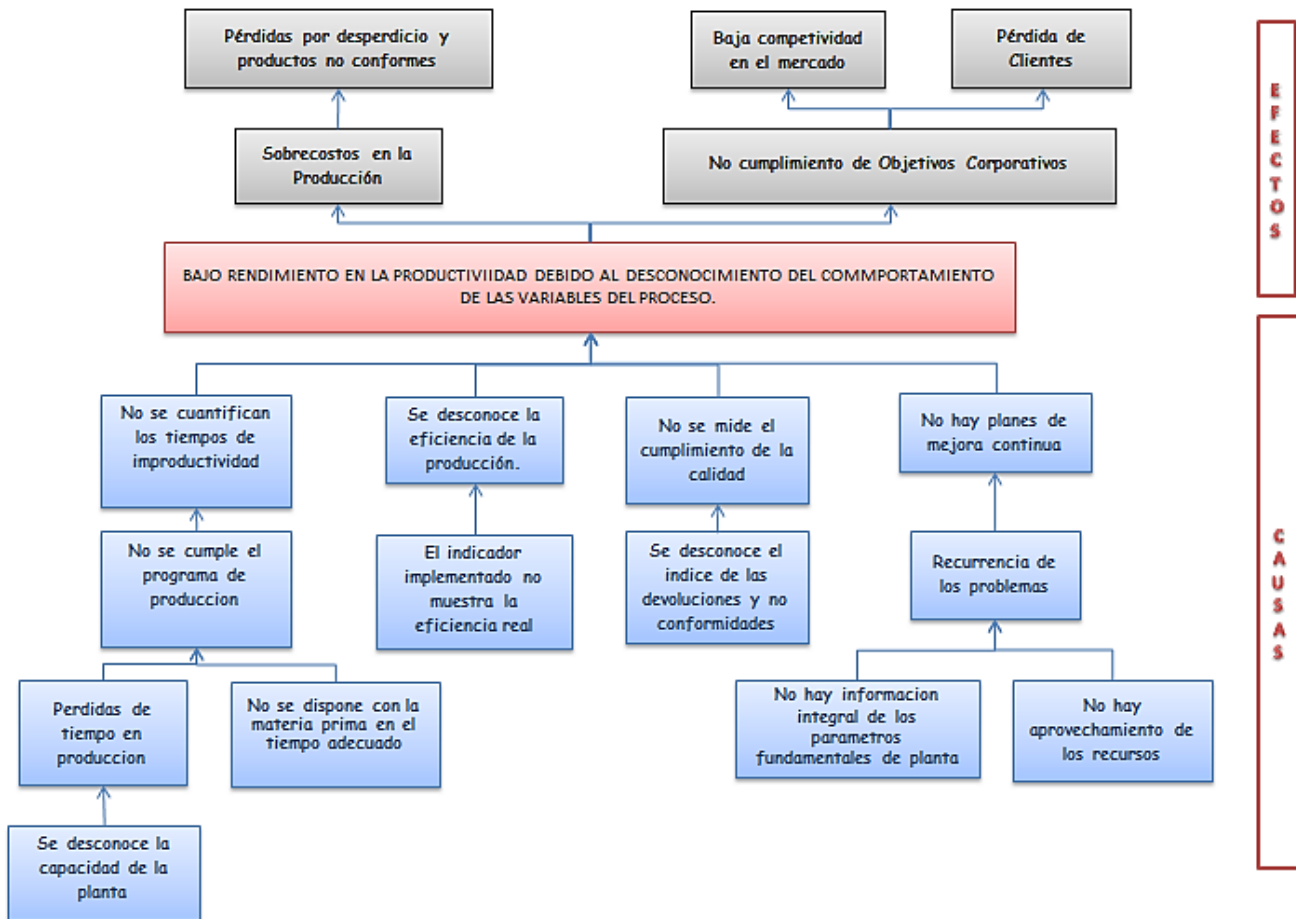 Pérdidas por desperdicio y
productos no conformes
Baja competividad
en el mercado
Pérdida de
Clientes
Sobrecostos en la
Producción
No cumplimiento de Objetivos Corporativos
EFECTOS
BAJO RENDIMIENTO EN LA PRODUCTIVIIDAD DEBIDO AL DESCONOCIMIENTO DEL COMMPORTAMIENTO
DE LAS VARIABLES DEL PROCESO.
No se cuantifican
los tiempos de
improductividad
Se desconoce la
eficiencia de la
producción.
No se mide el
cumplimiento de la
calidad
No hay planes de
mejora continua
No se cumple el
programa de
produccion
El indicador
implementado no
muestra la
eficiencia real
Se desconoce el
indice de las
devoluciones y no
conformidades
Recurrencia de
los problemas
CAUSAS
Perdidas de
tiempo en
produccion
No se dispone con la
materia prima en el
tiempo adecuado
No hay informacion
integral de los
parametros
fundamentales de planta
No hay
aprovechamiento de
los recursos
Se desconoce la
capacidad de la
planta